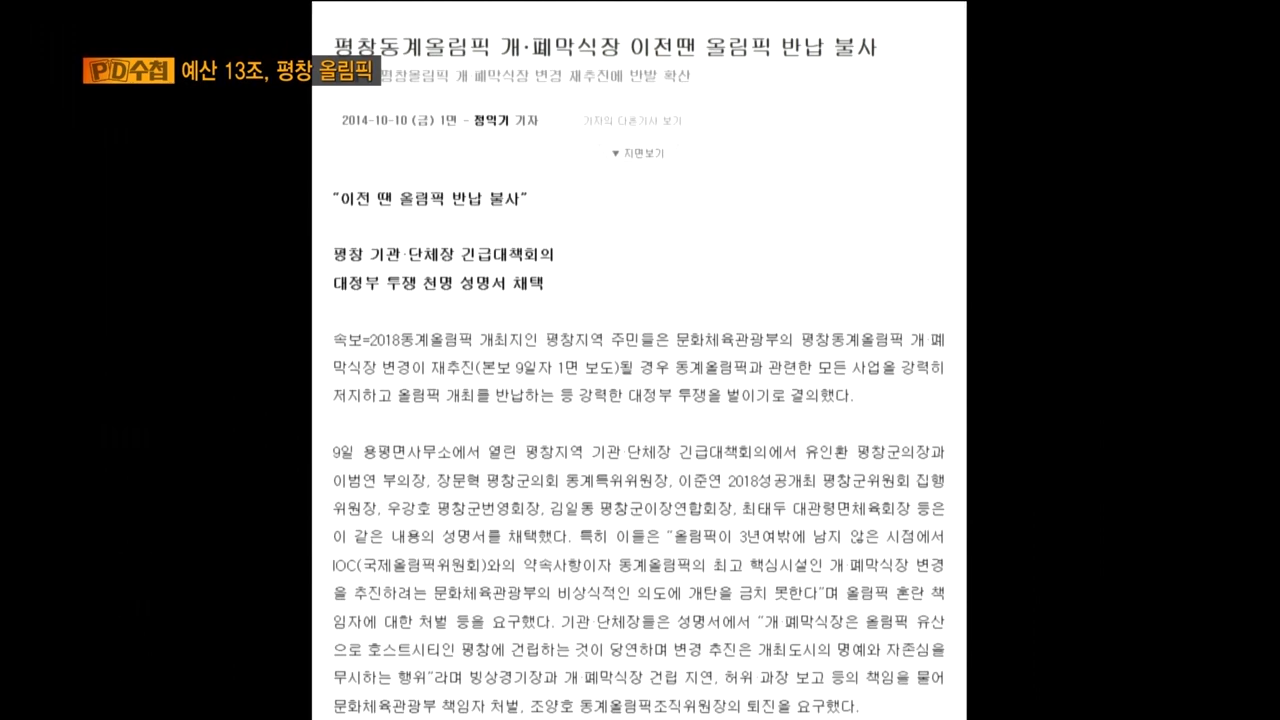 평창동계올림픽 개·폐막식장 이전땐 올림픽 반납 불사
PD수첩 예산 13조, 평창 올림픽
평창올림픽 개·폐막식장 변경 재추진에 반발 확산
2014-10-10 (금) 1면 - 정익기 기자 기자의 다른기사 보기
▼ 지면보기
“이전 땐 올림픽 반납 불사”
평창 기관·단체장 긴급대책회의
대정부 투쟁 천명 성명서 채택
속보=2018동계올림픽 개최지인 평창지역 주민들은 문화체육관광부의 평창동계올림픽 개·폐
막식장 변경이 재추진(본보 9일자 1면 보도)될 경우 동계올림픽과 관련한 모든 사업을 강력히
저지하고 올림픽 개최를 반납하는 등 강력한 대정부 투쟁을 벌이기로 결의했다.
9일 용평면사무소에서 열린 평창지역 기관·단체장 긴급대책회의에서 유인환 평창군의장과
이범연 부의장, 장문혁 평창군의회 동계특위위원장, 이준연 2018성공개최 평창군위원회 집행
위원장, 우강호 평창군번영회장, 김일동 평창군이장연합회장, 최태두 대관령면체육회장 등은
이 같은 내용의 성명서를 채택했다. 특히 이들은 “올림픽이 3년여밖에 남지 않은 시점에서
IOC(국제올림픽위원회)와의 약속사항이자 동계올림픽의 최고 핵심시설인 개·폐막식장 변경
을 추진하려는 문화체육관광부의 비상식적인 의도에 개탄을 금치 못한다”며 올림픽 혼란 책
임자에 대한 처벌 등을 요구했다. 기관·단체장들은 성명서에서 “개·폐막식장은 올림픽 유산
으로 호스트시티인 평창에 건립하는 것이 당연하며 변경 추진은 개최도시의 명예와 자존심을
무시하는 행위”라며 빙상경기장과 개·폐막식장 건립 지연, 허위·과장 보고 등의 책임을 물어
문화체육관광부 책임자 처벌, 조양호 동계올림픽조직위원장의 퇴진을 요구했다.